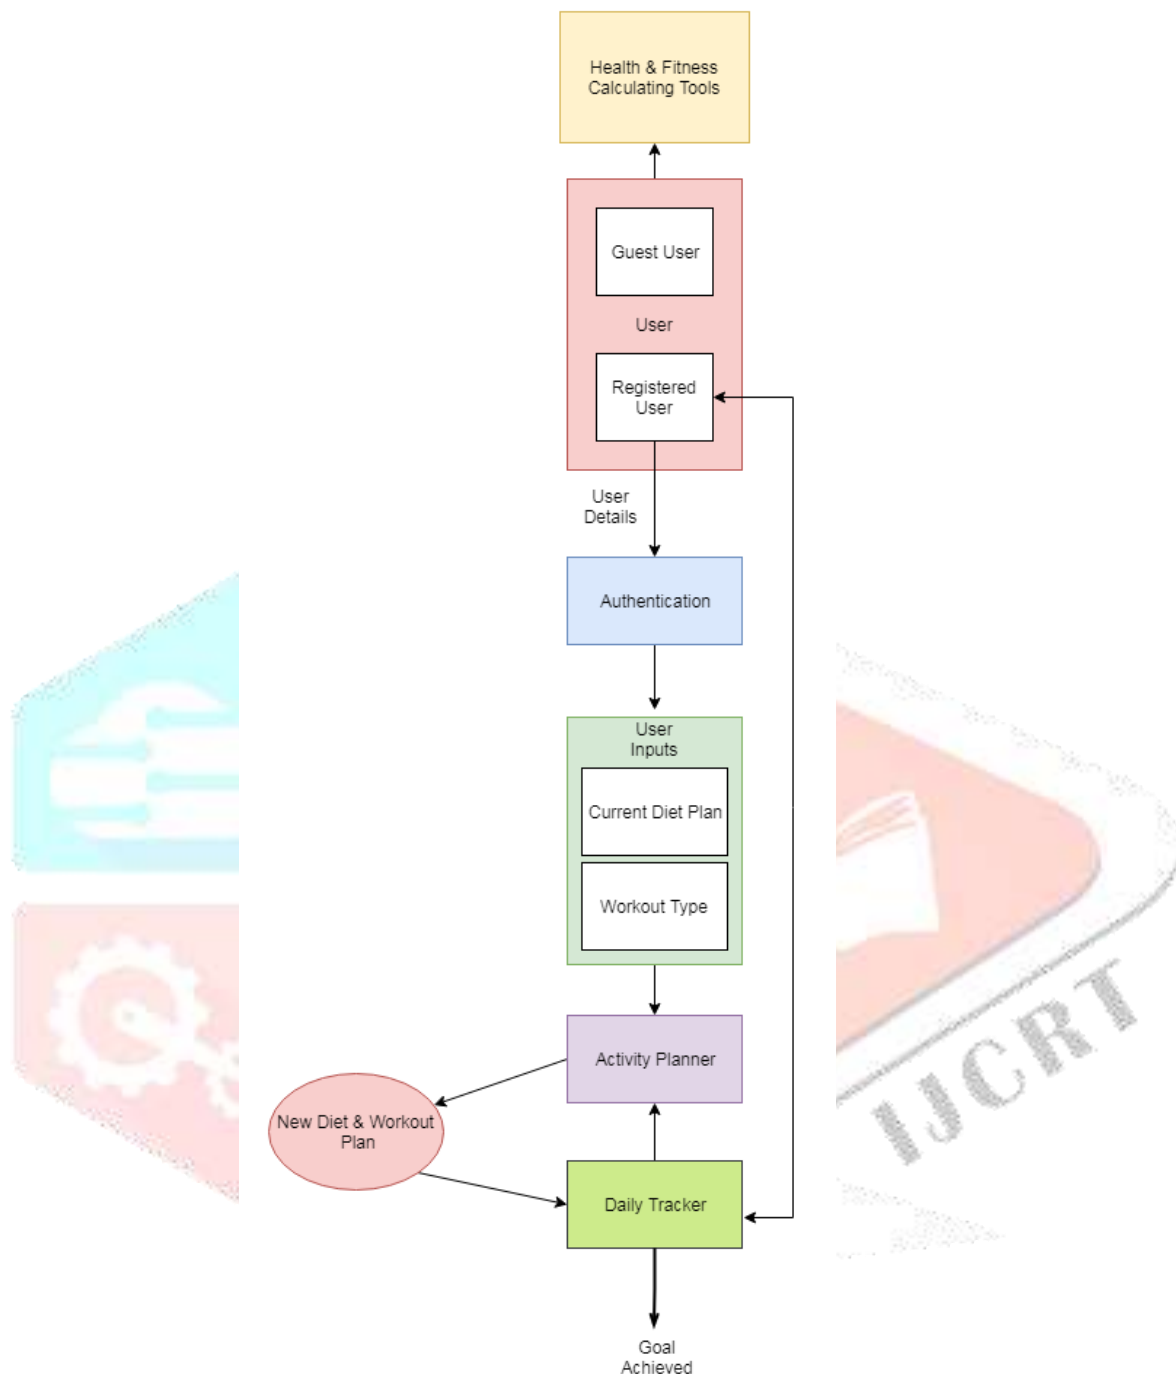 Health & Fitness
Calculating Tools
Guest User
User
Registered
User
User
Details
Authentication
User
Inputs
Current Diet Plan
Workout Type
Activity Planner
New Diet & Workout
Plan
Daily Tracker
Goal
Achieved
IJCRT